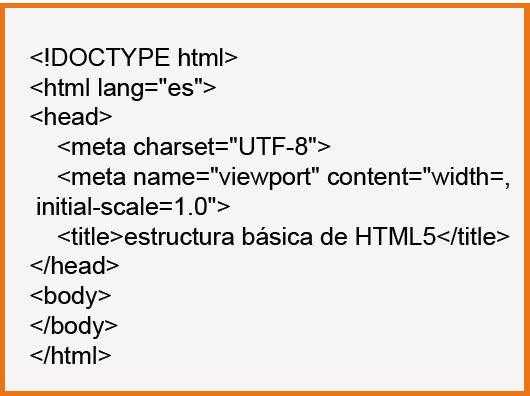 <!DOCTYPE html>
<html lang="es">
<head>
<meta charset="UTF-8">
<meta name="viewport" content="width=,
initial-scale=1.0">
<title>estructura básica de HTML5</title>
</head>
<body>
</body>
</html>